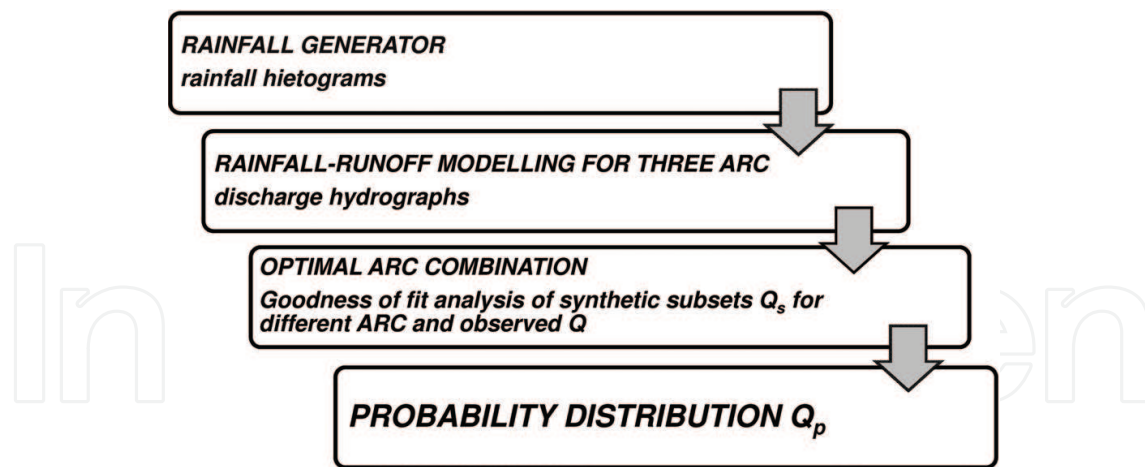 RAINFALL GENERATOR
rainfall hietograms
RAINFALL-RUNOFF MODELLING FOR THREE ARC
discharge hydrographs
OPTIMAL ARC COMBINATION
Goodness of fit analysis of synthetic subsets Qs for
different ARC and observed Q
PROBABILITY DISTRIBUTION Qp